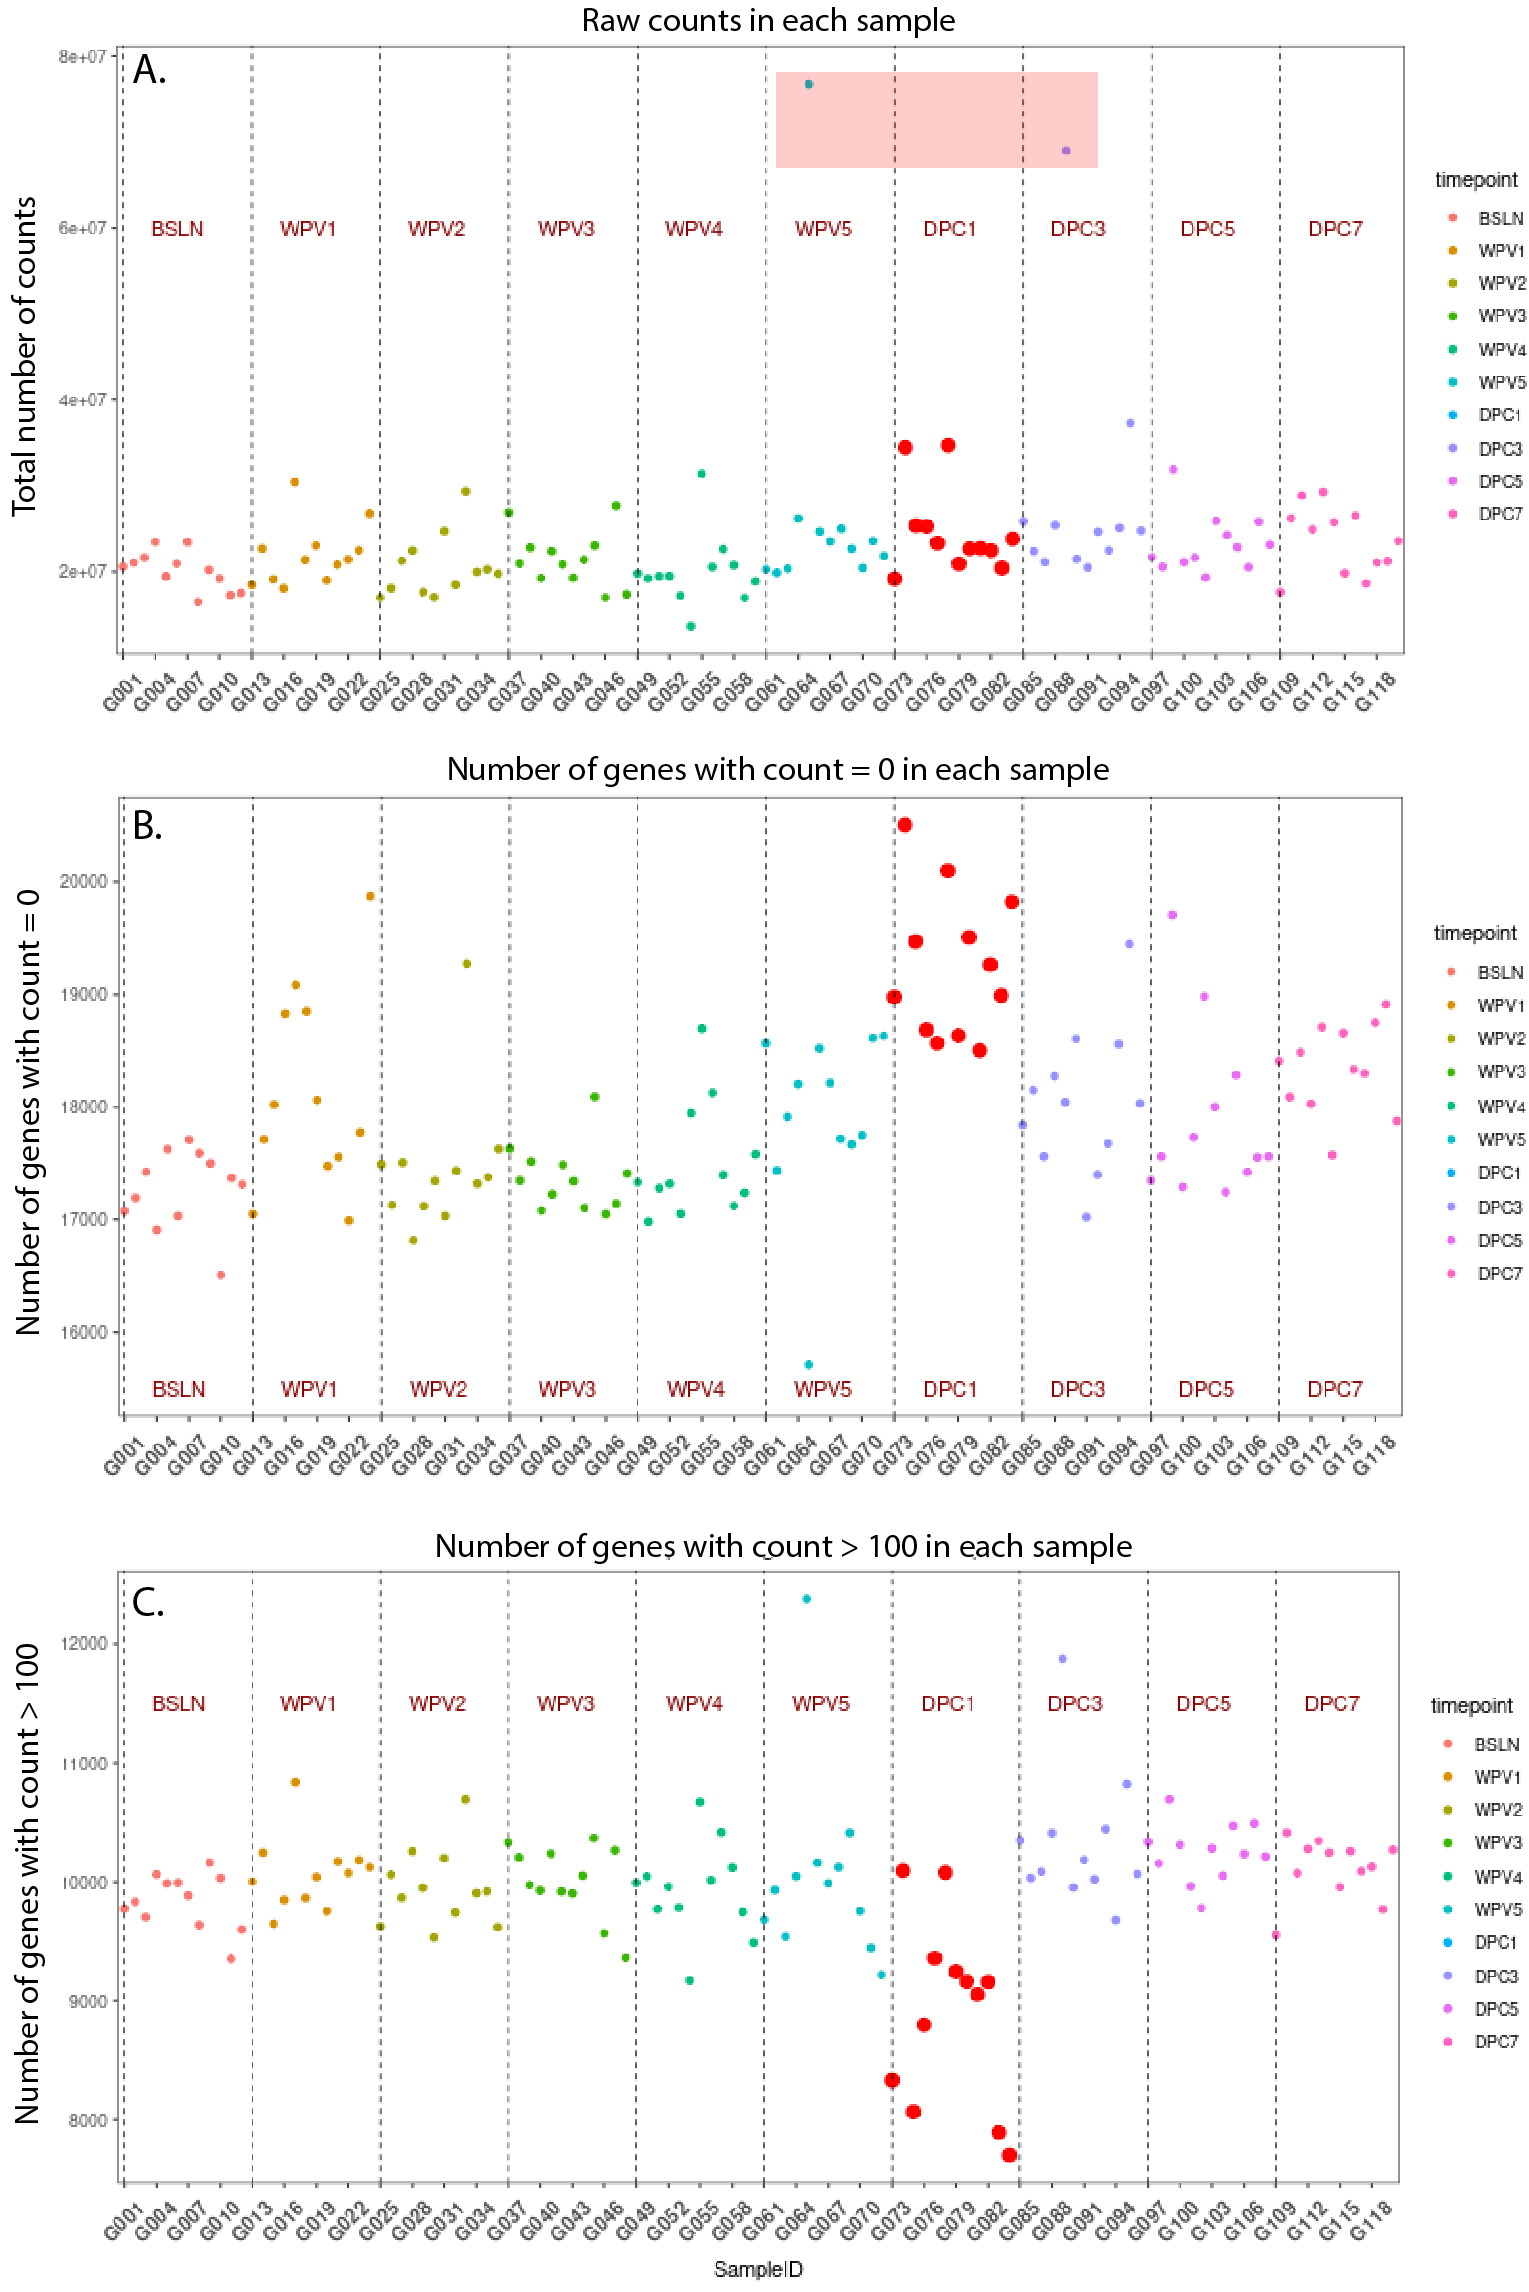 Raw counts in each sample
A.
Total number of counts
8e+07
6e+07
4e+07
2e+07
BSLN WPV1 WPV2 WPV3 WPV4 WPV5 DPC1 DPC3 DPC5 DPC7
G001 G004 G007 G010 G013 G016 G019 G022 G025 G028 G031 G034 G037 G040 G043 G046 G049 G052 G055 G058 G061 G064 G067 G070 G073 G076 G079 G082 G085 G088 G091 G094 G097 G100 G103 G106 G109 G112 G115 G118
timepoint
BSLN
WPV1
WPV2
WPV3
WPV4
WPV5
DPC1
DPC3
DPC5
DPC7
Number of genes with count = 0 in each sample
B.
Number of genes with count = 0
20000
19000
18000
17000
16000
BSLN WPV1 WPV2 WPV3 WPV4 WPV5 DPC1 DPC3 DPC5 DPC7
G001 G004 G007 G010 G013 G016 G019 G022 G025 G028 G031 G034 G037 G040 G043 G046 G049 G052 G055 G058 G061 G064 G067 G070 G073 G076 G079 G082 G085 G088 G091 G094 G097 G100 G103 G106 G109 G112 G115 G118
timepoint
BSLN
WPV1
WPV2
WPV3
WPV4
WPV5
DPC1
DPC3
DPC5
DPC7
Number of genes with count > 100 in each sample
C.
Number of genes with count > 100
12000
11000
10000
9000
8000
BSLN WPV1 WPV2 WPV3 WPV4 WPV5 DPC1 DPC3 DPC5 DPC7
G001 G004 G007 G010 G013 G016 G019 G022 G025 G028 G031 G034 G037 G040 G043 G046 G049 G052 G055 G058 G061 G064 G067 G070 G073 G076 G079 G082 G085 G088 G091 G094 G097 G100 G103 G106 G109 G112 G115 G118
SampleID
timepoint
BSLN
WPV1
WPV2
WPV3
WPV4
WPV5
DPC1
DPC3
DPC5
DPC7